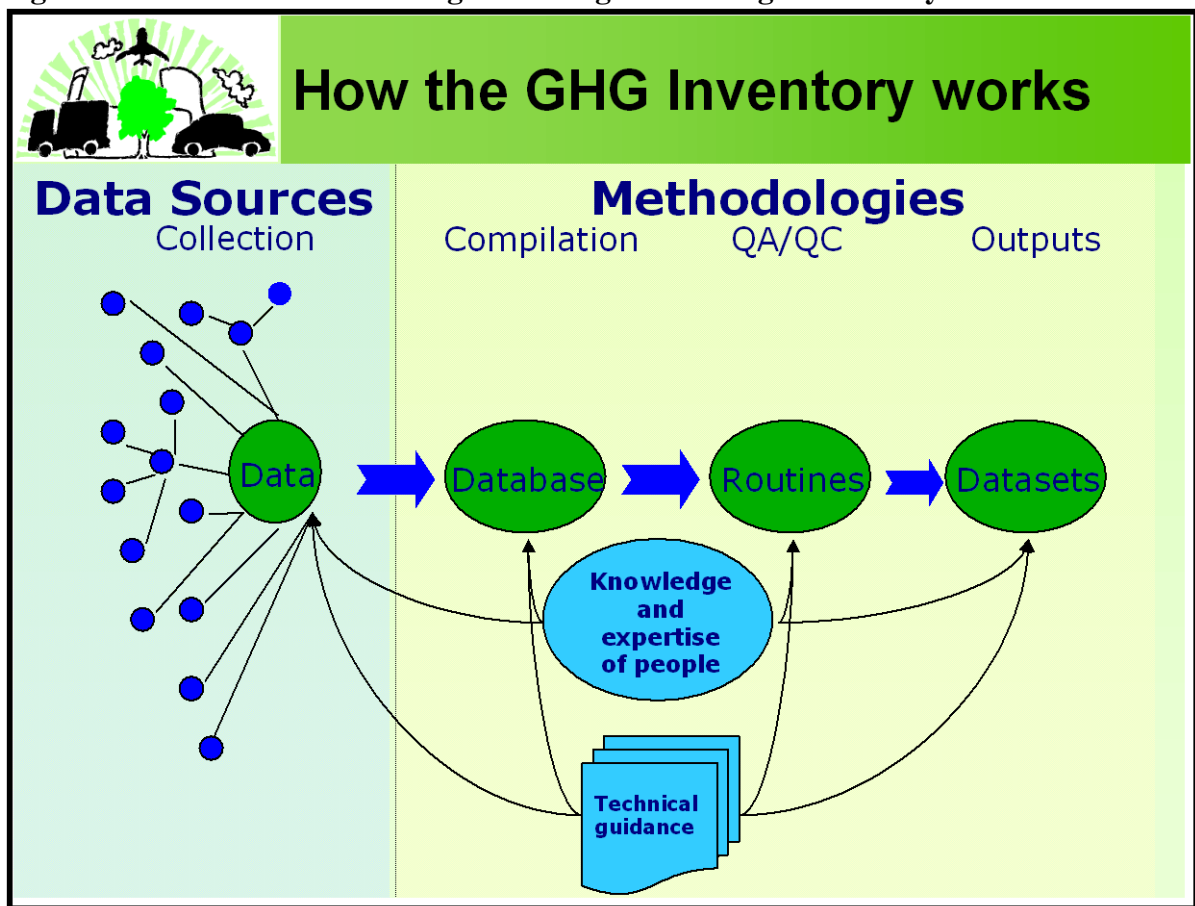 How the GHG Inventory works
Data Sources
Methodologies
Collection
Compilation
QA/QC
Outputs
Data
Database
Routines
Datasets
Knowledge
and
expertise
of people
Technical
guidance